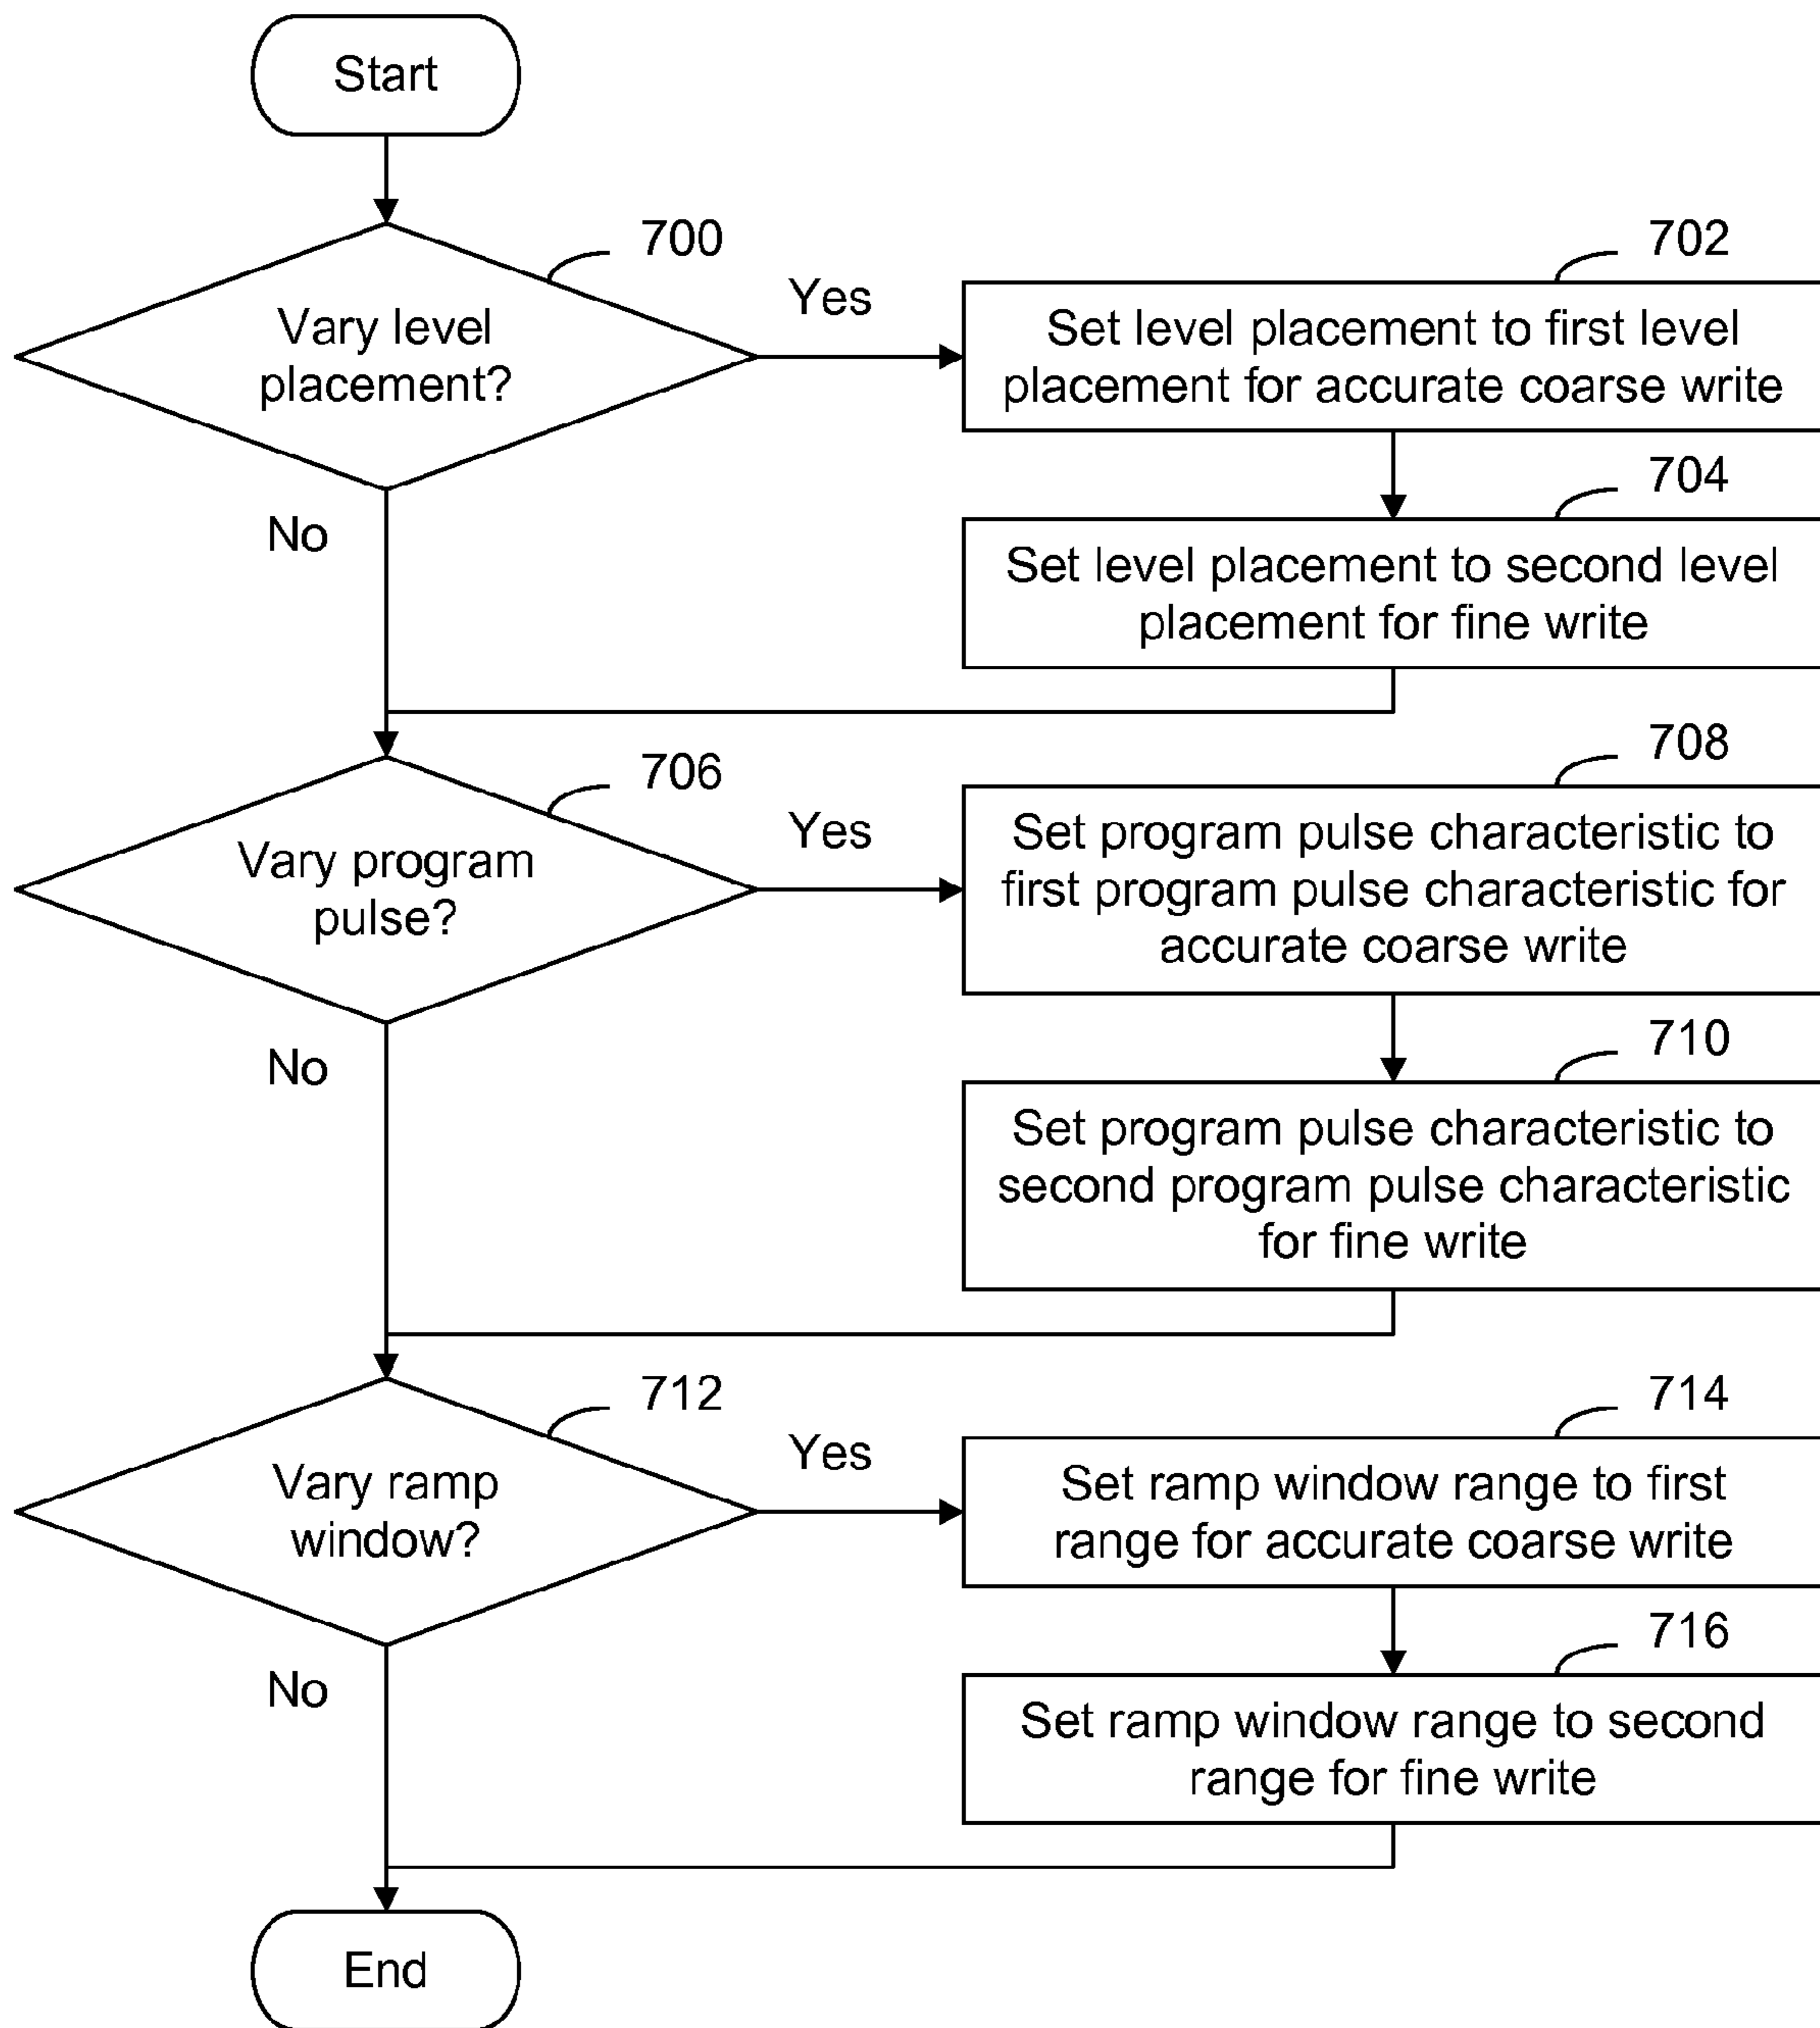 Start
700
Vary level
placement?
Yes
702
Set level placement to first level
placement for accurate coarse write
No
704
Set level placement to second level
placement for fine write
706
Vary program
pulse?
Yes
708
Set program pulse characteristic to
first program pulse characteristic for
accurate coarse write
No
710
Set program pulse characteristic to
second program pulse characteristic
for fine write
712
Vary ramp
window?
Yes
714
Set ramp window range to first
range for accurate coarse write
No
716
Set ramp window range to second
range for fine write
End